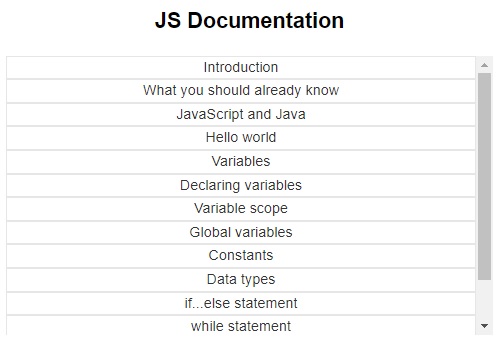 JS Documentation
Introduction
What you should already know
JavaScript and Java
Hello world
Variables
Declaring variables
Variable scope
Global variables
Constants
Data types
if...else statement
while statement